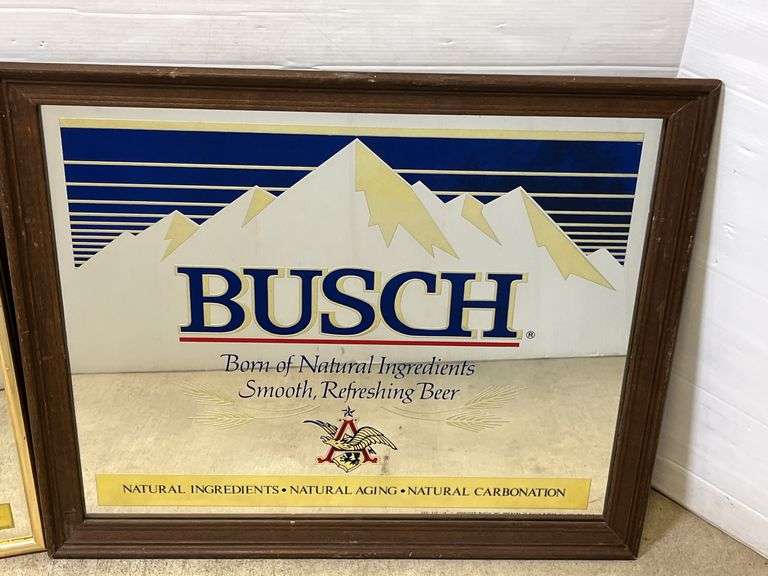 BUSCH®
Born of Natural Ingredients
Smooth, Refreshing Beer
A
NATURAL INGREDIENTS • NATURAL AGING • NATURAL CARBONATION